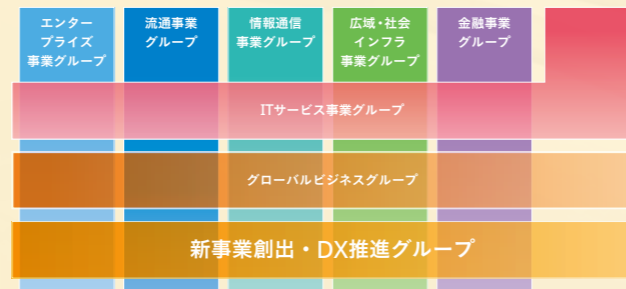 エンター
プライズ
事業グループ
流通事業
グループ
情報通信
事業グループ
広域・社会
インフラ
事業グループ
金融事業
グループ
ITサービス事業グループ
グローバルビジネスグループ
新事業創出・DX推進グループ